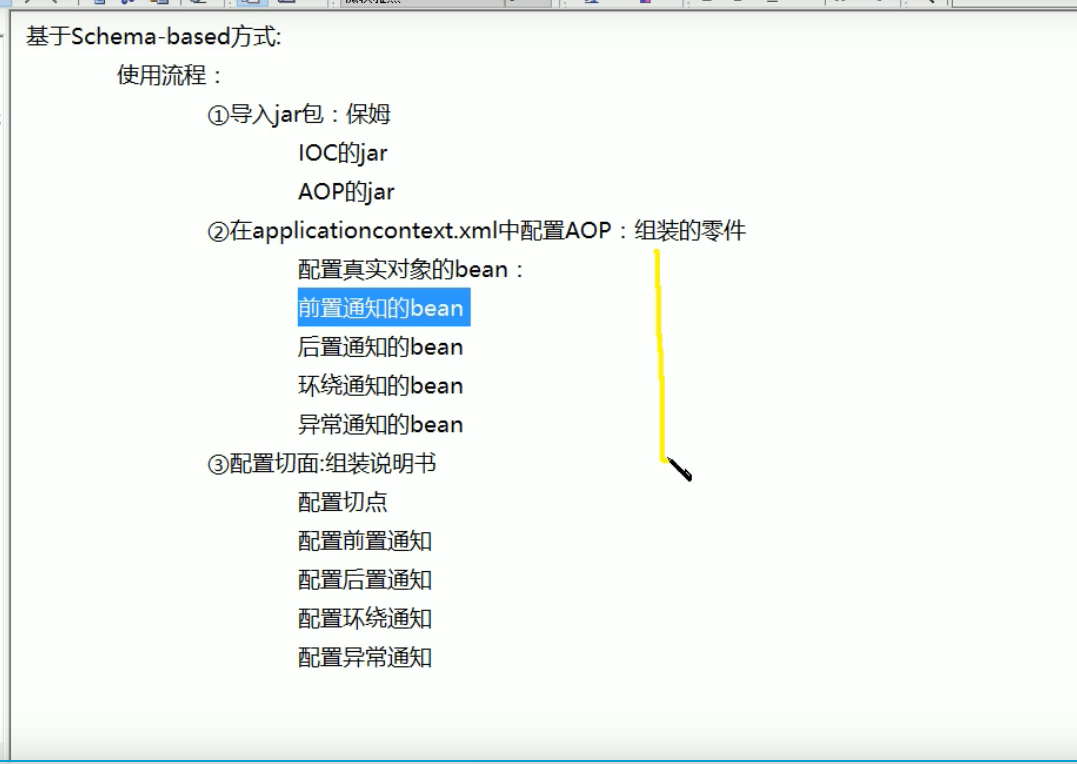 基于Schema-based方式:
使用流程：
①导入jar包：保姆
IOC的jar
AOP的jar
②在applicationcontext.xml中配置AOP：组装的零件
配置真实对象的bean：
前置通知的bean
后置通知的bean
环绕通知的bean
异常通知的bean
③配置切面:组装说明书
配置切点
配置前置通知
配置后置通知
配置环绕通知
配置异常通知